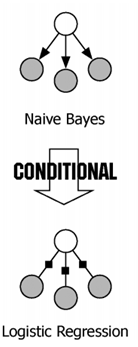 Naive Bayes
CONDITIONAL
Logistic Regression